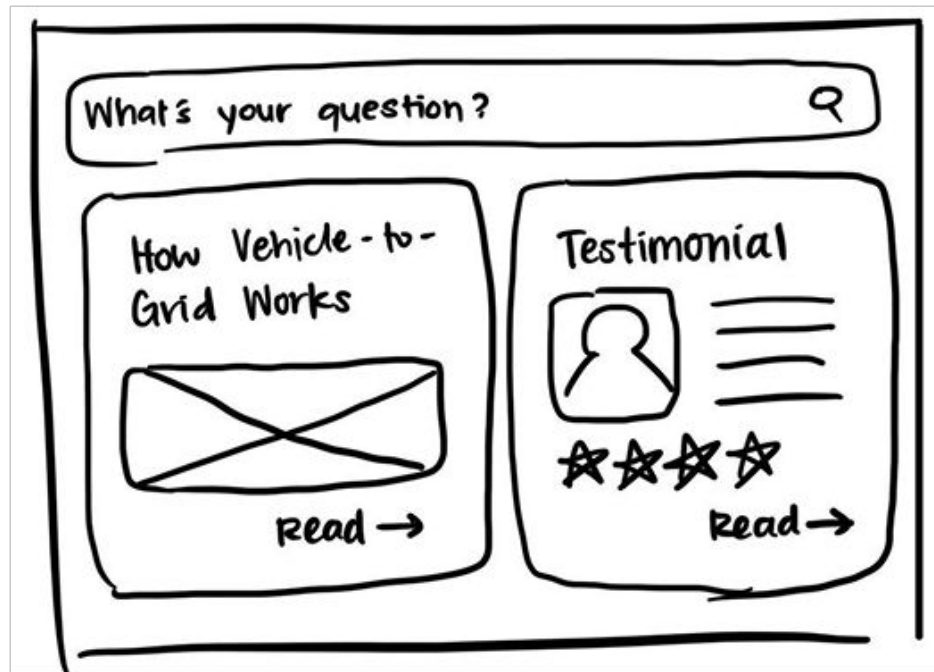 What's your question?
How Vehicle-to-
Grid Works
Read →
Testimonial
Read →